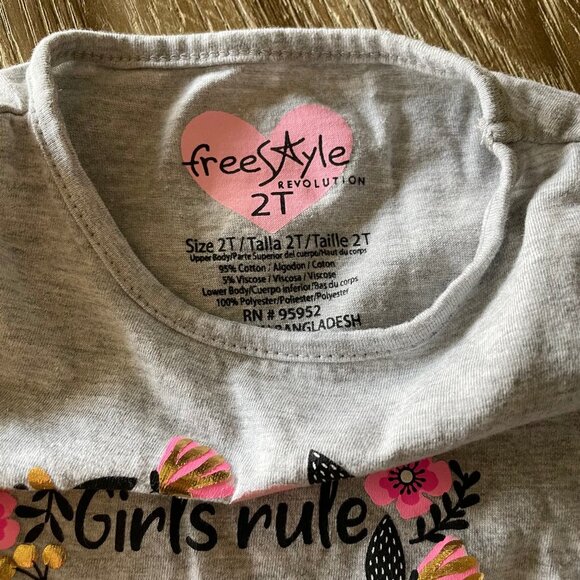 freeStyle
REVOLUTION
2T
Size 2T/Talla 2T/Taille 2T
Upper Body/Parte Superior del cuerpo/Haut du corps
95% Cotton / Algodon / Coton
5% Viscose / Viscosa / Viscose
Lower Body/Cuerpo inferior/Bas du corps
100% Polyester/Poliester/Polyester
RN # 95952
BANGLADESH
Girls rule